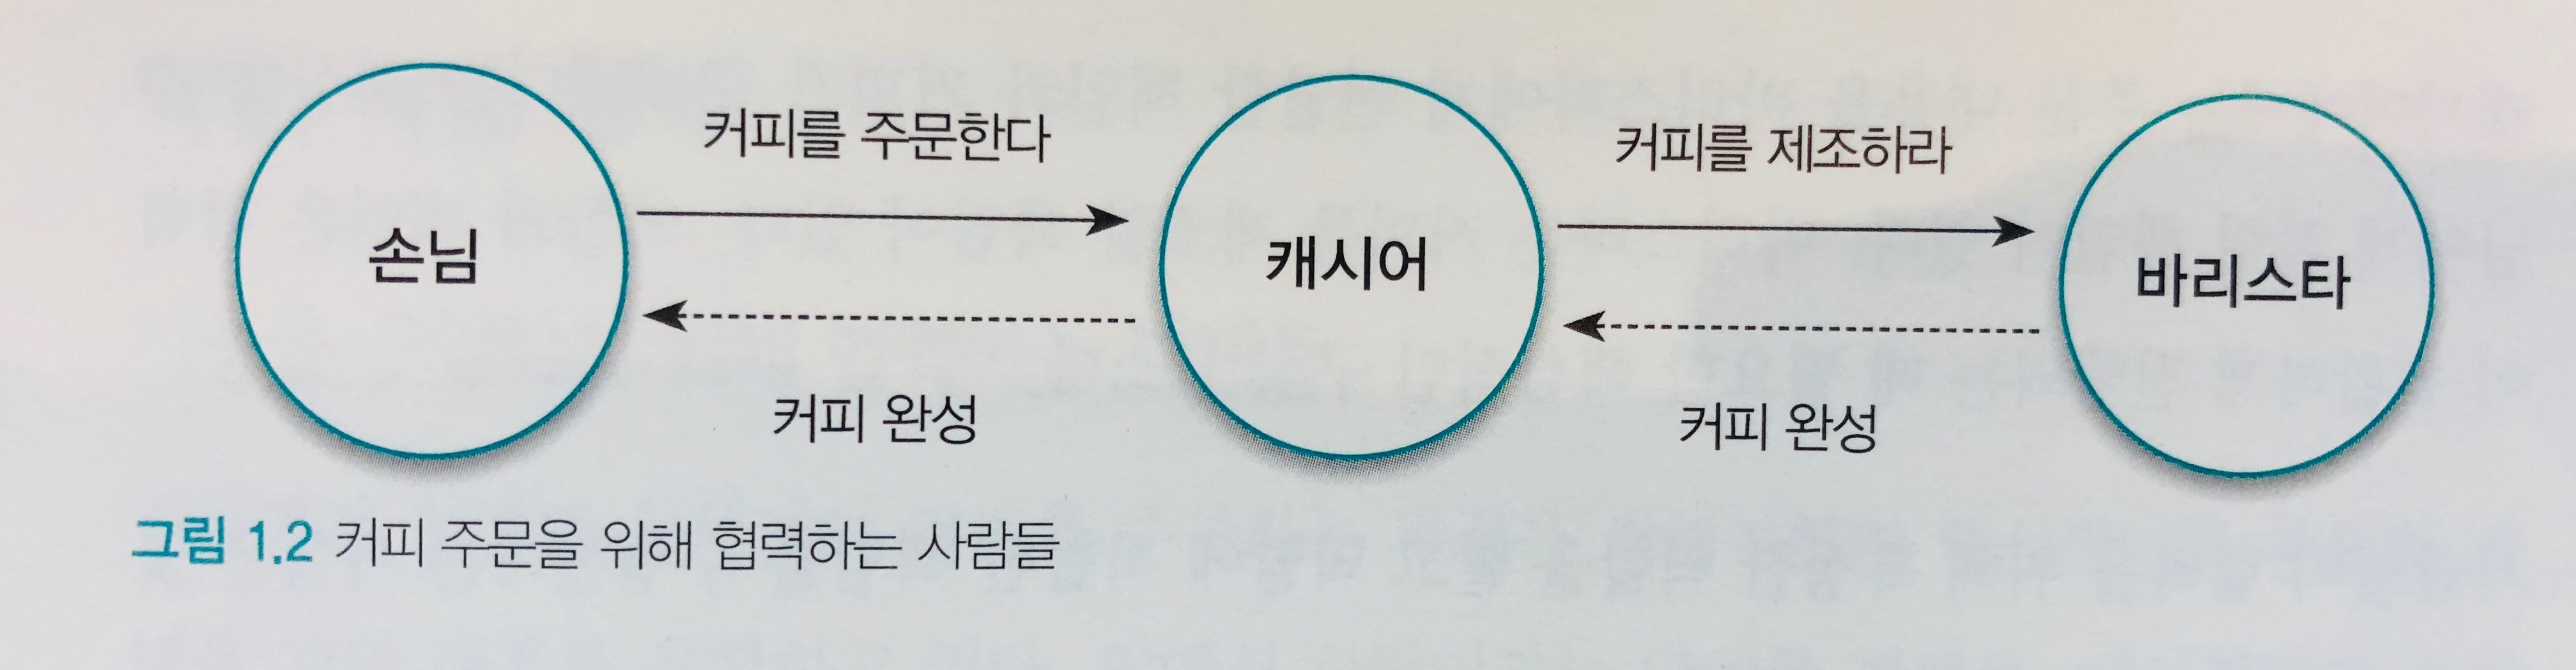 커피를 주문한다
커피를 제조하라
손님
캐시어
바리스타
커피 완성
커피 완성
그림 1.2 커피 주문을 위해 협력하는 사람들